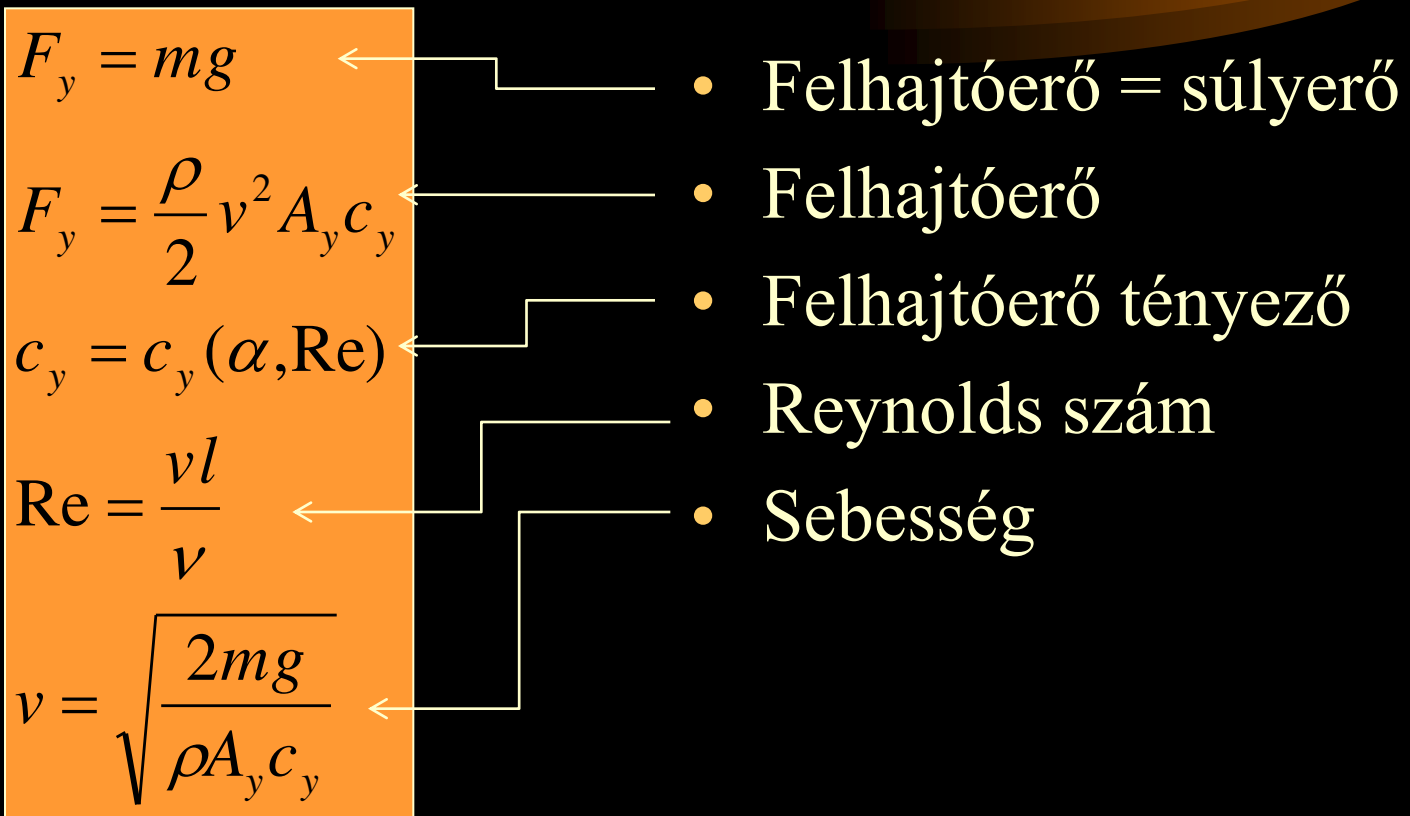 F_y = mg
F_y = ρ/2 v² A_y c_y
c_y = c_y(α,Re)
Re = vl/ν
v = √(2mg/(ρA_y c_y))
• Felhajtóerő = súlyerő
• Felhajtóerő
• Felhajtóerő tényező
• Reynolds szám
• Sebesség